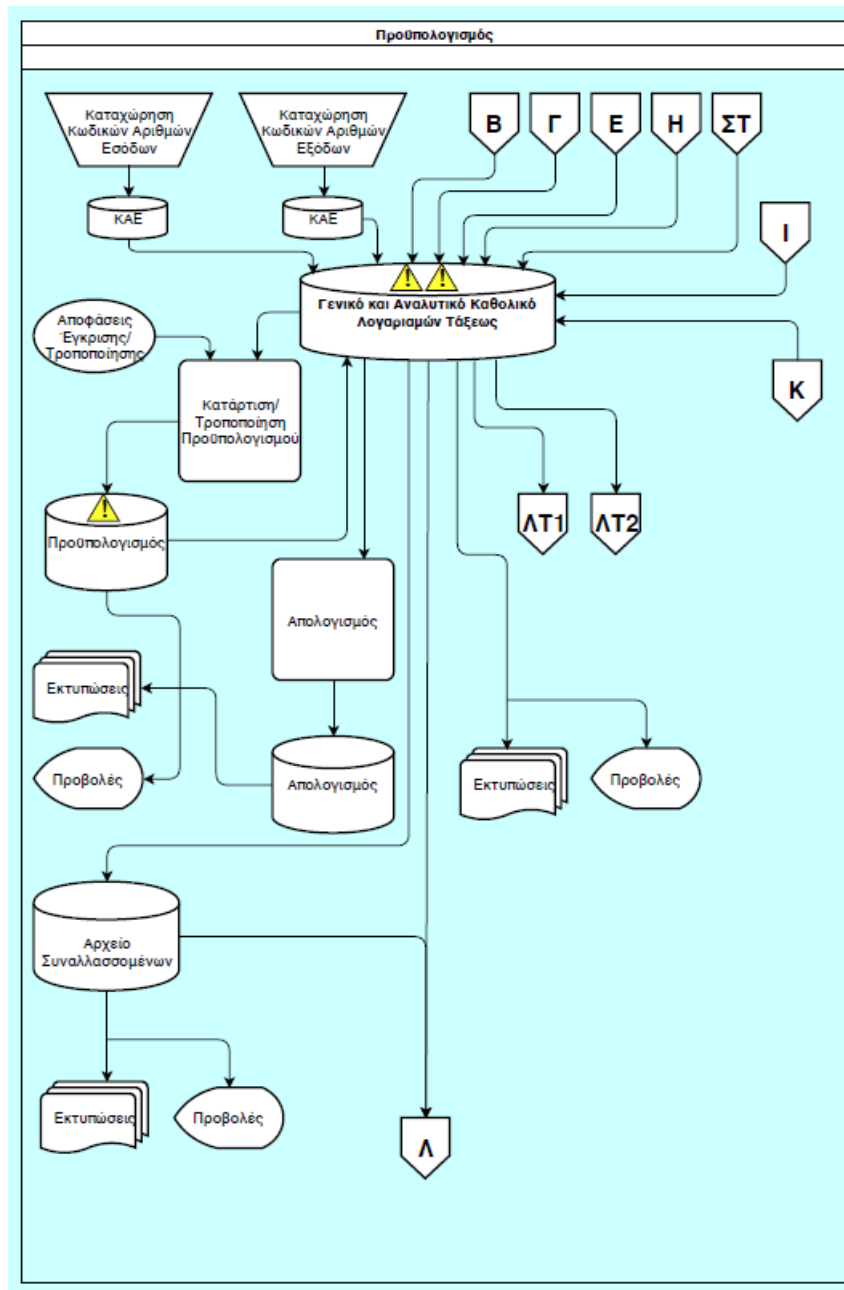 Προϋπολογισμός
Καταχώρηση
Κωδικών Αριθμών
Εσόδων
Καταχώρηση
Κωδικών Αριθμών
Εξόδων
Β
Γ
Ε
Η
ΣΤ
ΚΑΕ
ΚΑΕ
Ι
Γενικό και Αναλυτικό Καθολικό
Λογαριαμών Τάξεως
Αποφάσεις
Έγκρισης/
Τροποποίησης
Κ
Κατάρτιση/
Τροποποίηση
Προϋπολογισμού
ΛΤ1
ΛΤ2
Προϋπολογισμός
Απολογισμός
Εκτυπώσεις
Προβολές
Απολογισμός
Εκτυπώσεις
Προβολές
Αρχείο
Συναλλασσομένων
Εκτυπώσεις
Προβολές
Λ